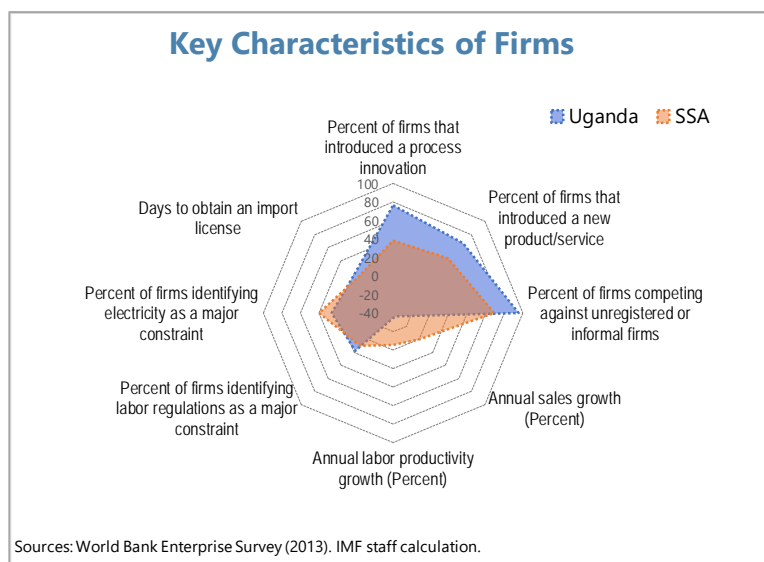 Key Characteristics of Firms
Uganda
SSA
Percent of firms that
introduced a process
innovation
Percent of firms that
introduced a new
product/service
Percent of firms competing
against unregistered or
informal firms
Annual sales growth
(Percent)
Annual labor productivity
growth (Percent)
Percent of firms identifying
labor regulations as a major
constraint
Percent of firms identifying
electricity as a major
constraint
Days to obtain an import
license
100
80
60
40
20
0
-20
-40
Sources: World Bank Enterprise Survey (2013). IMF staff calculation.